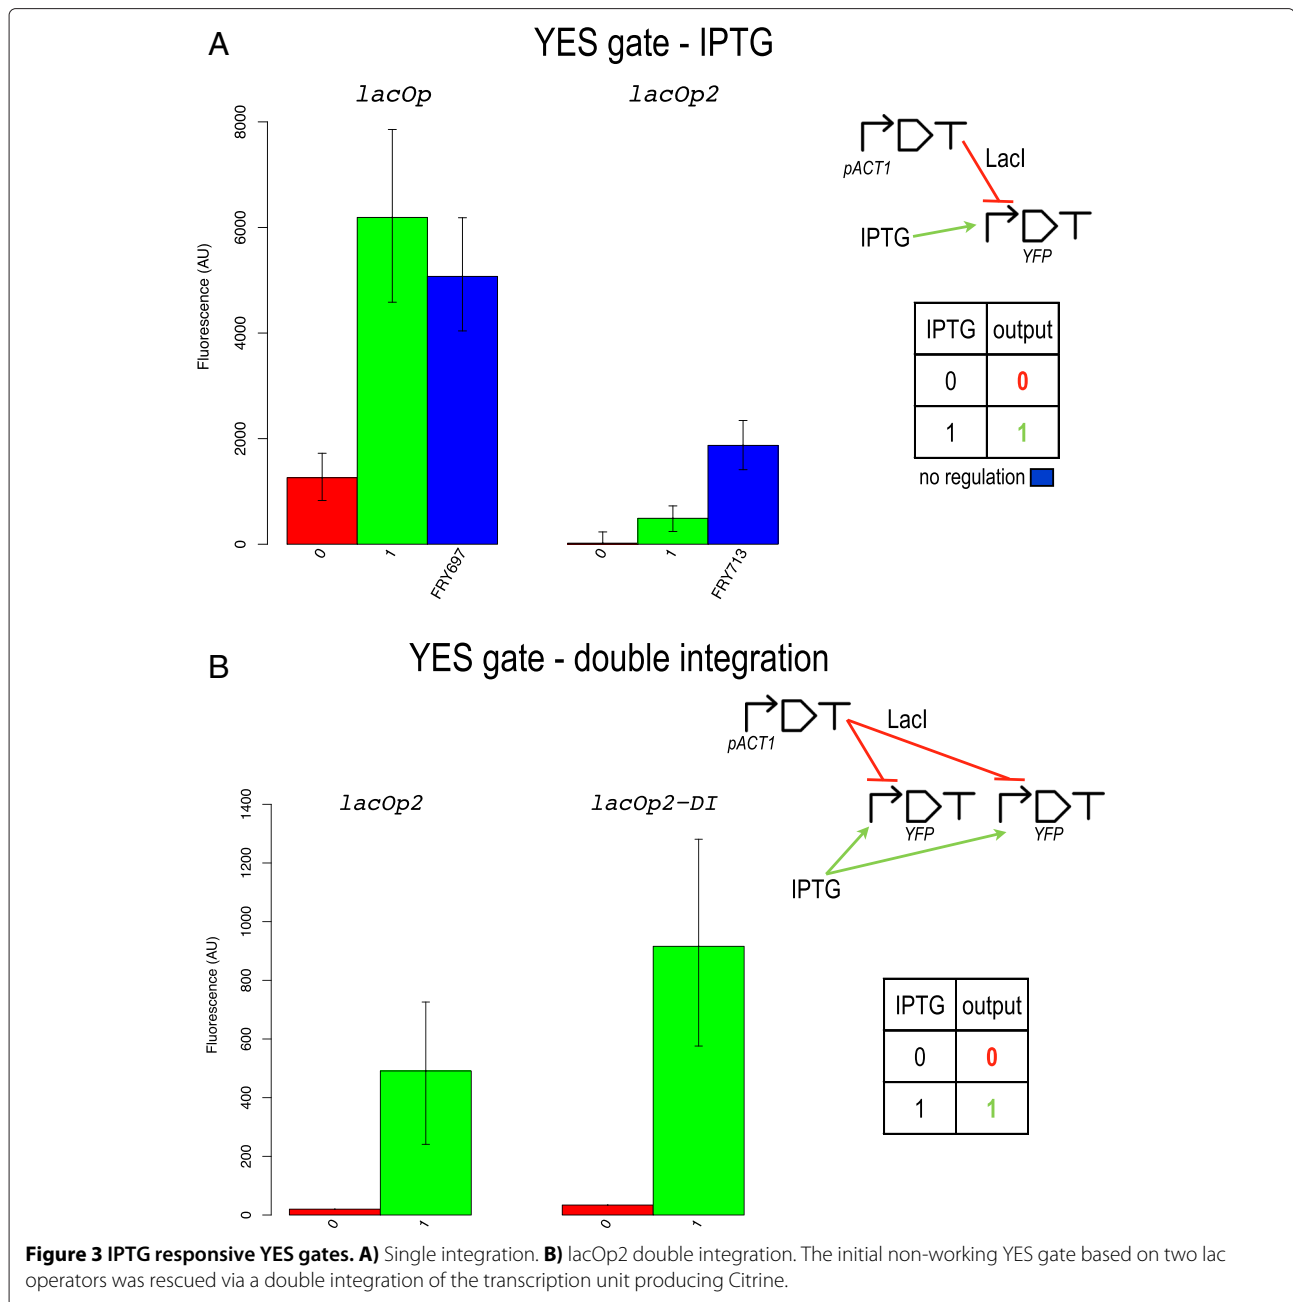 A
YES gate - IPTG
lacOp
lacOp2
Fluorescence (AU)
0
2000
4000
6000
8000
0
1
FRY697
0
1
FRY713
pACT1
LacI
IPTG
YFP
IPTG output
0 0
1 1
no regulation
B
YES gate - double integration
lacOp2
lacOp2-DI
Fluorescence (AU)
0
200
400
600
800
1000
1200
1400
0
1
0
1
pACT1
LacI
YFP
YFP
IPTG
IPTG output
0 0
1 1
Figure 3 IPTG responsive YES gates. A) Single integration. B) lacOp2 double integration. The initial non-working YES gate based on two lac
operators was rescued via a double integration of the transcription unit producing Citrine.